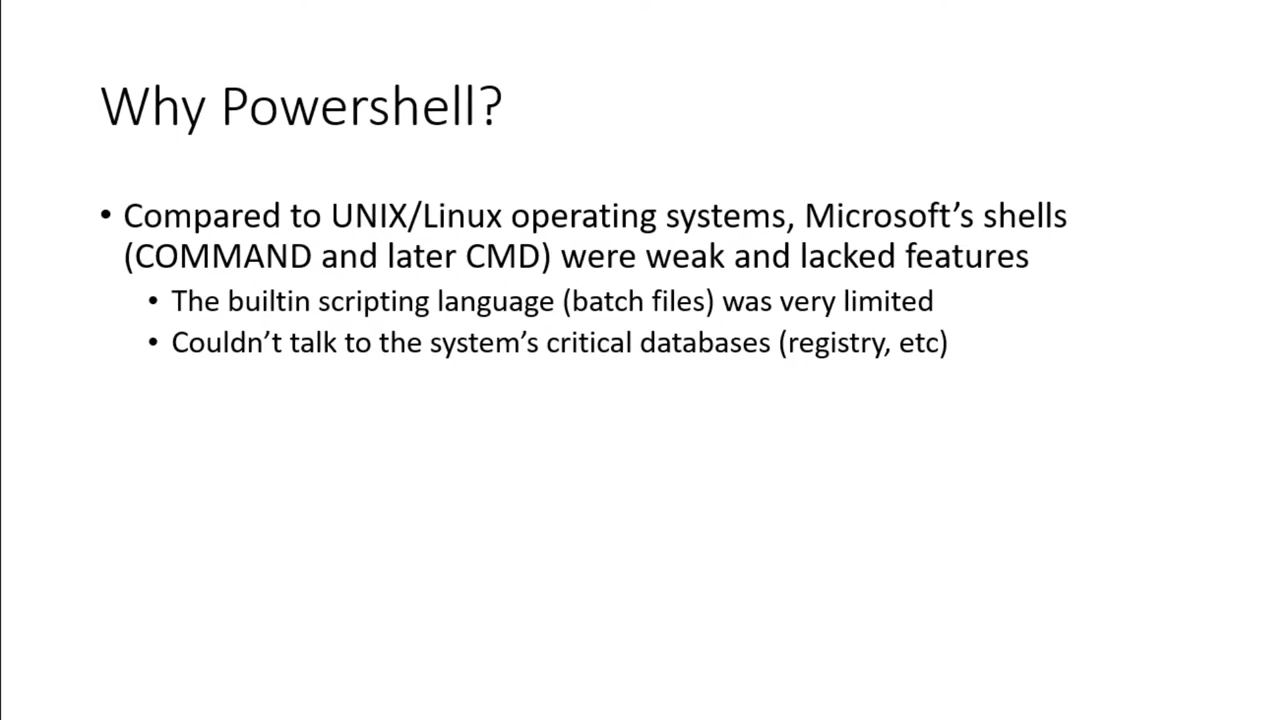 Why Powershell?
• Compared to UNIX/Linux operating systems, Microsoft’s shells
(COMMAND and later CMD) were weak and lacked features
• The builtin scripting language (batch files) was very limited
• Couldn’t talk to the system’s critical databases (registry, etc)